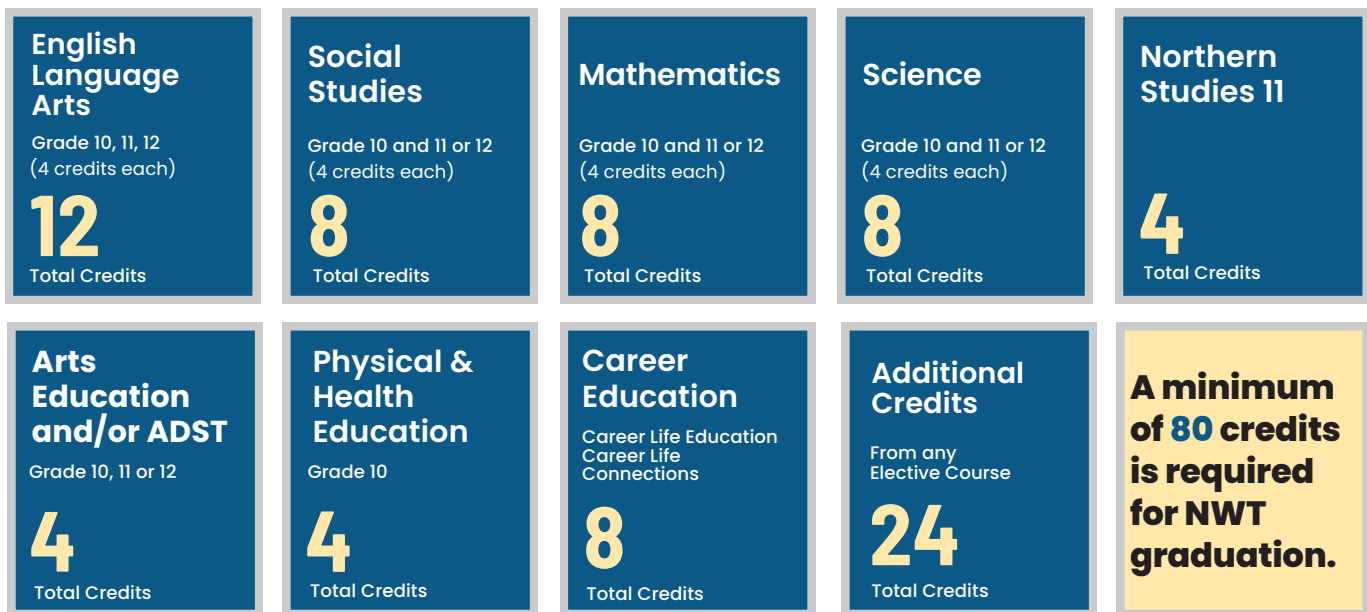 English
Language
Arts
Grade 10, 11, 12
(4 credits each)
12
Total Credits
Social
Studies
Grade 10 and 11 or 12
(4 credits each)
8
Total Credits
Mathematics
Grade 10 and 11 or 12
(4 credits each)
8
Total Credits
Science
Grade 10 and 11 or 12
(4 credits each)
8
Total Credits
Northern
Studies 11
4
Total Credits
Arts
Education
and/or ADST
Grade 10, 11 or 12
4
Total Credits
Physical &
Health
Education
Grade 10
4
Total Credits
Career
Education
Career Life Education
Career Life
Connections
8
Total Credits
Additional
Credits
From any
Elective Course
24
Total Credits
A minimum
of 80 credits
is required
for NWT
graduation.